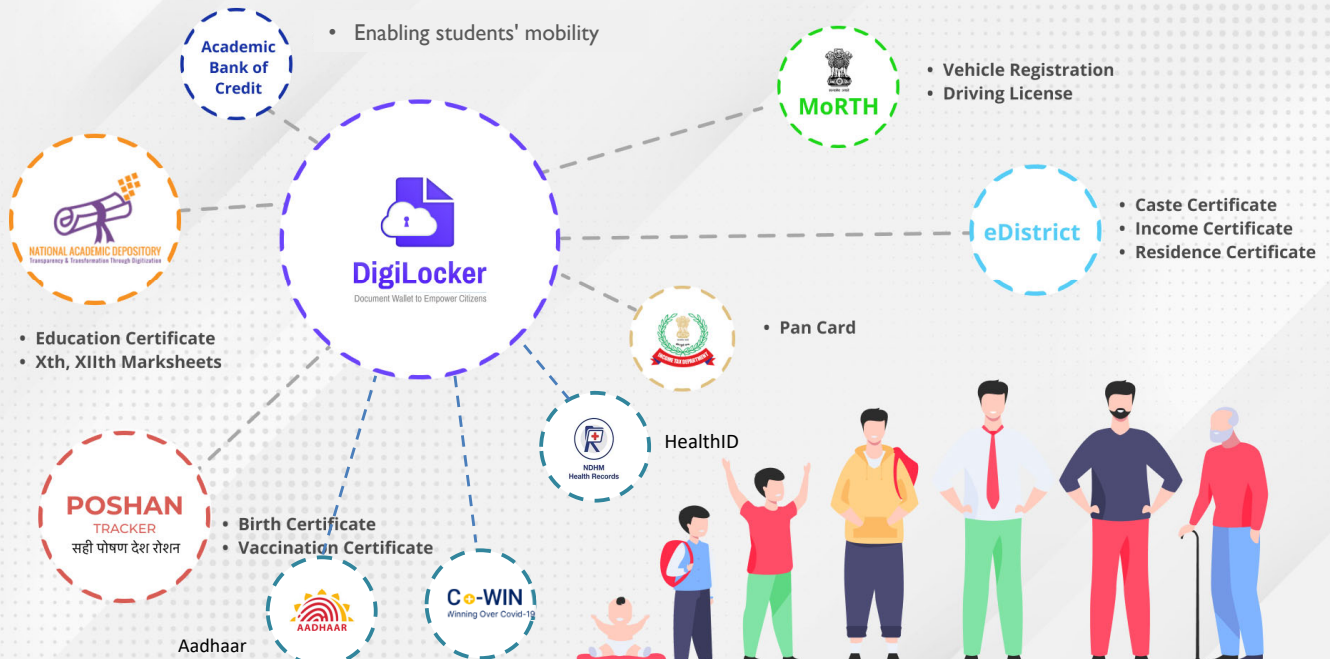 Academic
Bank of
Credit
• Enabling students' mobility
MoRTH
• Vehicle Registration
• Driving License
NATIONAL ACADEMIC DEPOSITORY
Transparency & Transformation Through Digitization
• Education Certificate
• Xth, XIIth Marksheets
DigiLocker
Document Wallet to Empower Citizens
eDistrict
• Caste Certificate
• Income Certificate
• Residence Certificate
INCOME TAX DEPARTMENT
• Pan Card
NDHM
Health Records
HealthID
POSHAN
TRACKER
सही पोषण देश रोशन
• Birth Certificate
• Vaccination Certificate
AADHAAR
Aadhaar
Co-WIN
Winning Over Covid-19